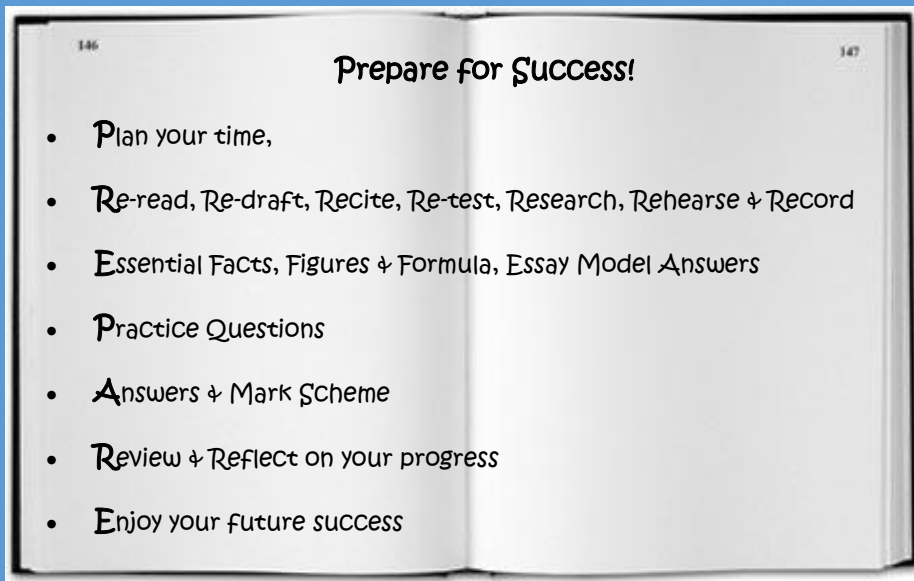 146
147
Prepare for Success!
• Plan your time,
• Re-read, Re-draft, Recite, Re-test, Research, Rehearse & Record
• Essential Facts, Figures & Formula, Essay Model Answers
• Practice Questions
• Answers & Mark Scheme
• Review & Reflect on your progress
• Enjoy your future success